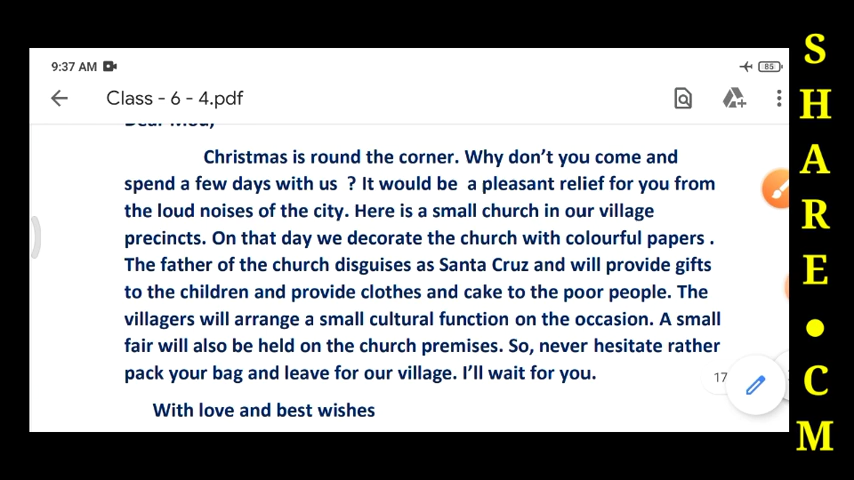 9:37 AM
85
Class - 6 - 4.pdf
Christmas is round the corner. Why don't you come and
spend a few days with us ? It would be a pleasant relief for you from
the loud noises of the city. Here is a small church in our village
precincts. On that day we decorate the church with colourful papers .
The father of the church disguises as Santa Cruz and will provide gifts
to the children and provide clothes and cake to the poor people. The
villagers will arrange a small cultural function on the occasion. A small
fair will also be held on the church premises. So, never hesitate rather
pack your bag and leave for our village. I'll wait for you.
17
With love and best wishes
SHARE•CM